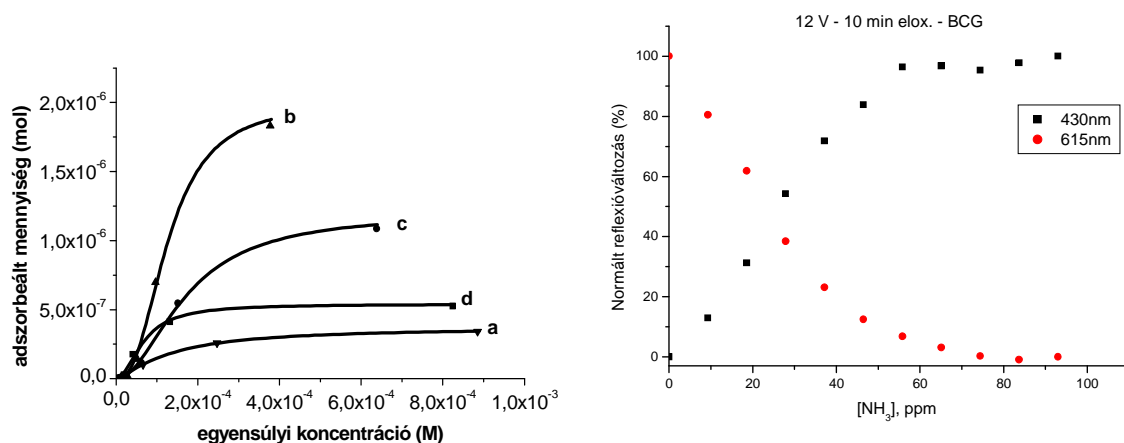 adszorbeált mennyiség (mol)
2,0x10⁻⁶
1,5x10⁻⁶
1,0x10⁻⁶
5,0x10⁻⁷
0,0
b
c
d
a
0,0 2,0x10⁻⁴ 4,0x10⁻⁴ 6,0x10⁻⁴ 8,0x10⁻⁴ 1,0x10⁻³
egyensúlyi koncentráció (M)
12 V - 10 min elox. - BCG
Normált reflexióváltozás (%)
100
80
60
40
20
0
430nm
615nm
0 20 40 60 80 100
[NH₃], ppm